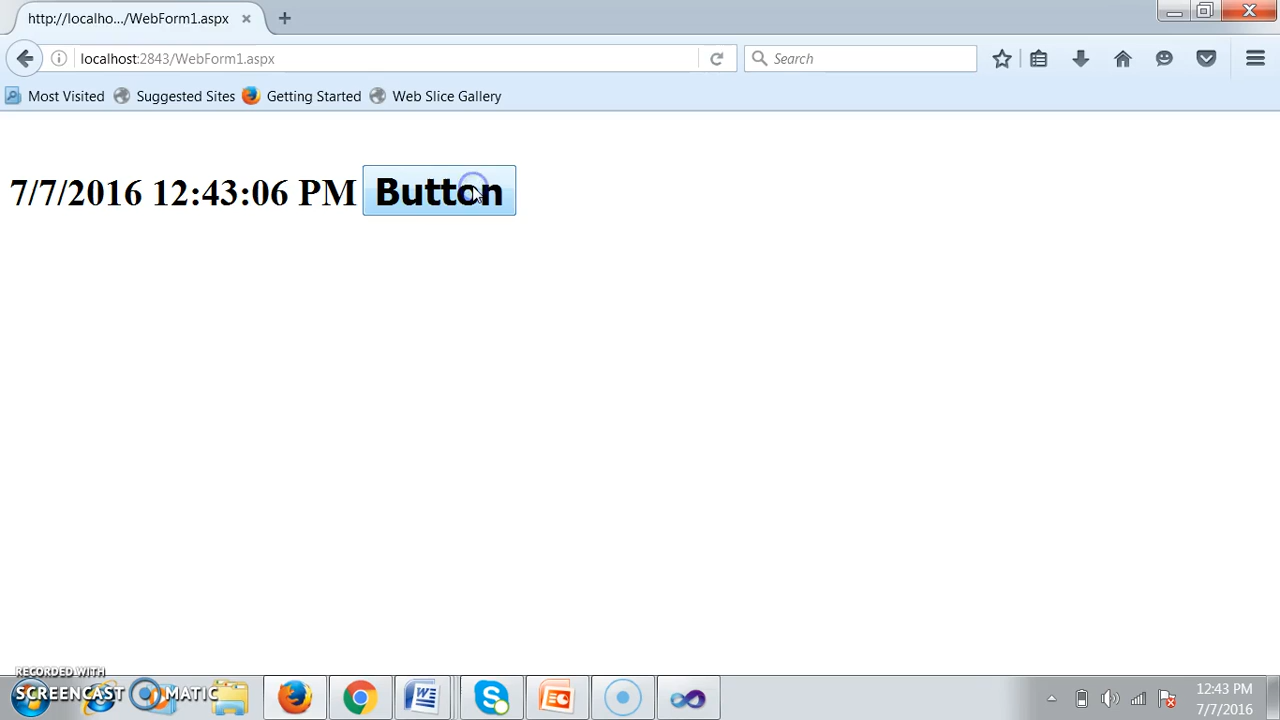 http://localho.../WebForm1.aspx
localhost:2843/WebForm1.aspx
Search
Most Visited
Suggested Sites
Getting Started
Web Slice Gallery
7/7/2016 12:43:06 PM
Button
RECORDED WITH
SCREENCAST MATIC
12:43 PM
7/7/2016